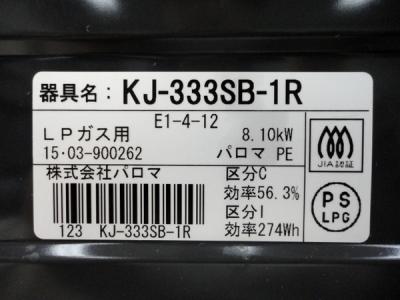 器具名： KJ-333SB-1R
E1-4-12
LPガス用 8.10kW
15・03-900262 パロマ PE
株式会社パロマ 区分C
効率56.3%
区分I
効率274Wh
123 KJ-333SB-1R
JIA認証
PS
LPG